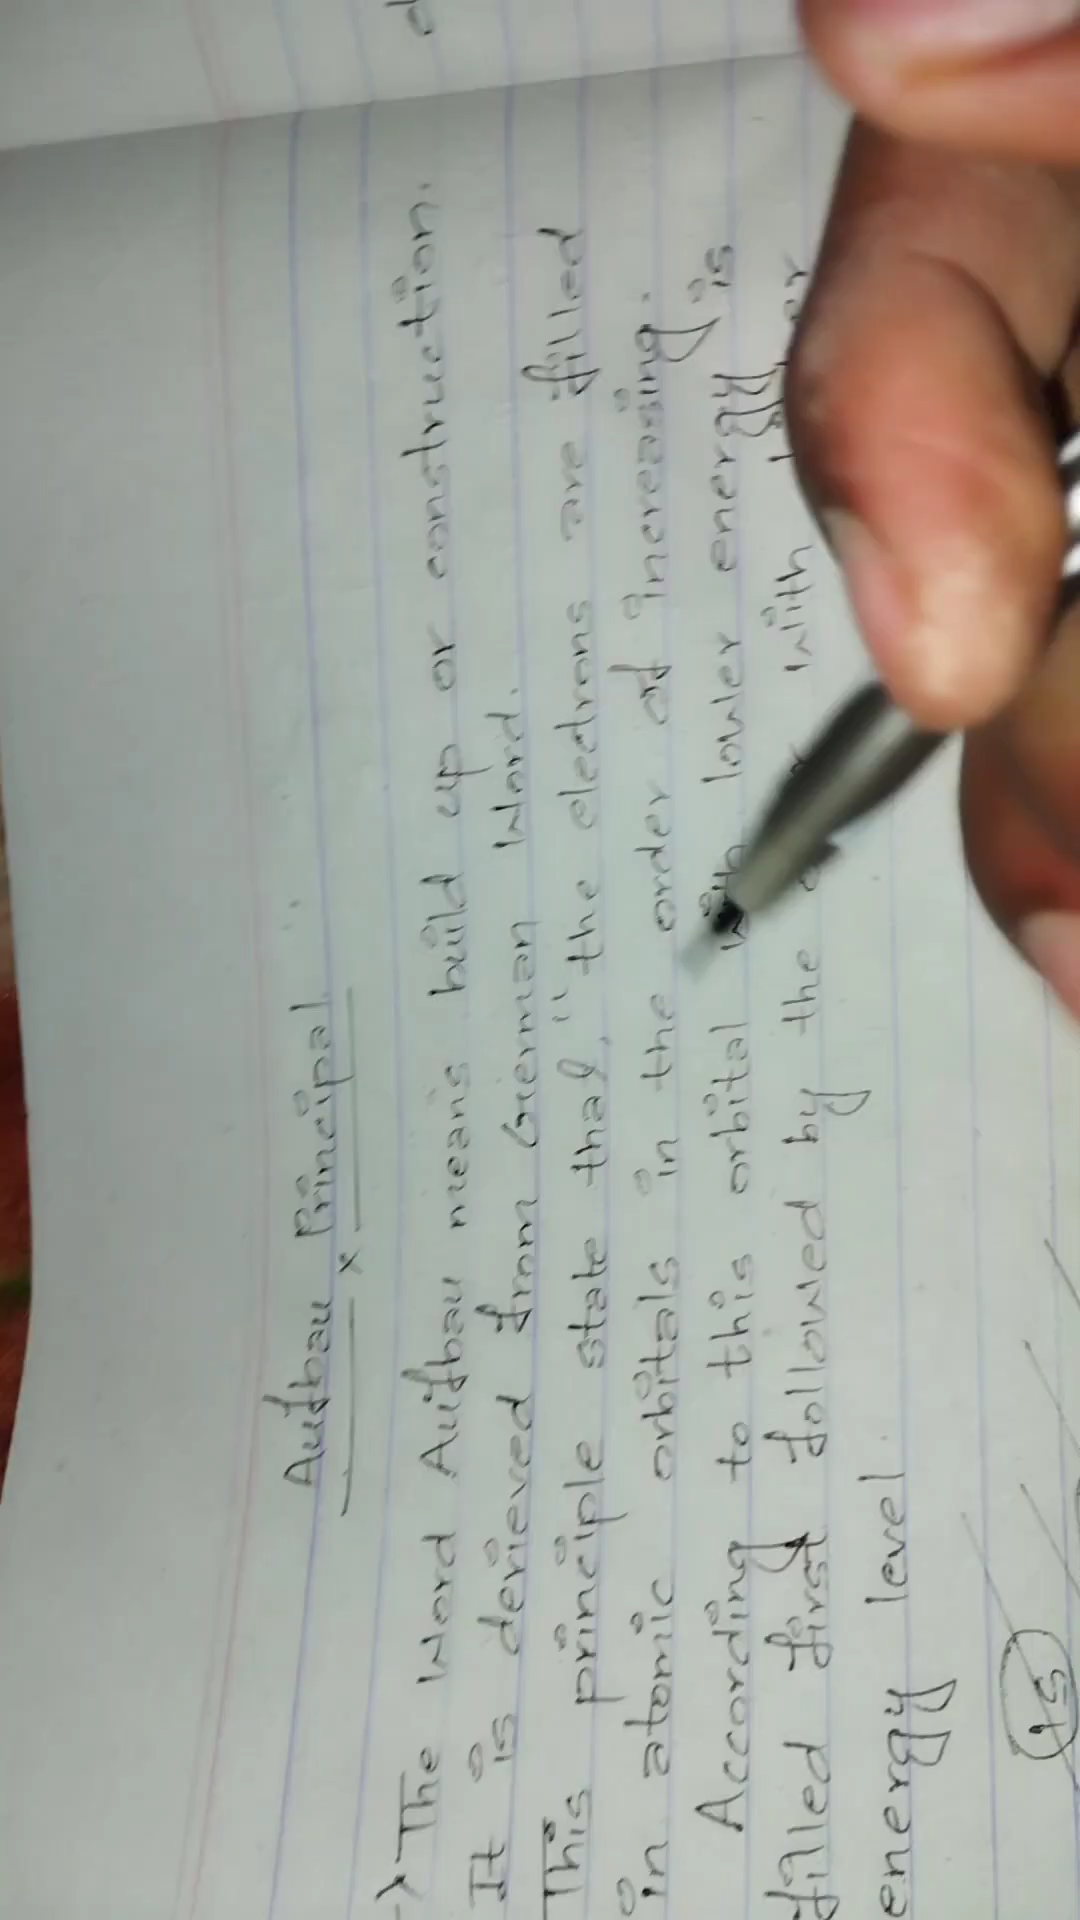 Aufbau Principal
x
→ The word Aufbau means build up or construction.
It is derieved from German word.
This principle state that," the electrons are filled
in atomic orbitals in the order of increasing.
According to this orbital with lower energy is
filled first followed by the with
energy level
1s